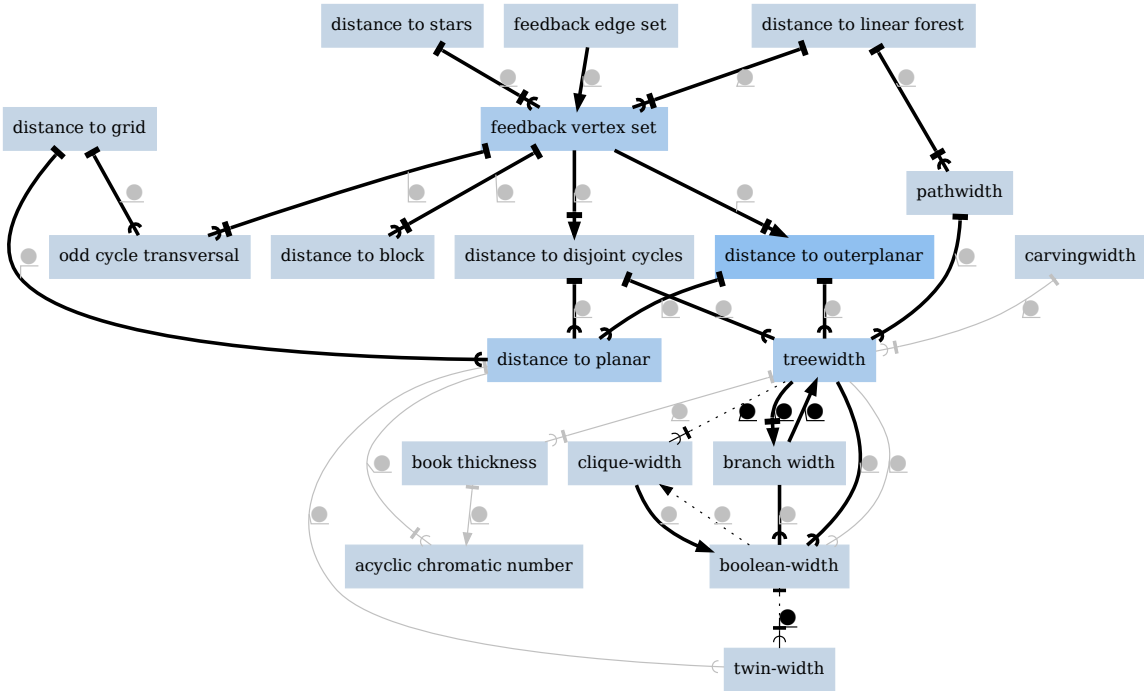 distance to stars
feedback edge set
distance to linear forest
distance to grid
feedback vertex set
pathwidth
odd cycle transversal
distance to block
distance to disjoint cycles
distance to outerplanar
carvingwidth
distance to planar
treewidth
book thickness
clique-width
branch width
acyclic chromatic number
boolean-width
twin-width